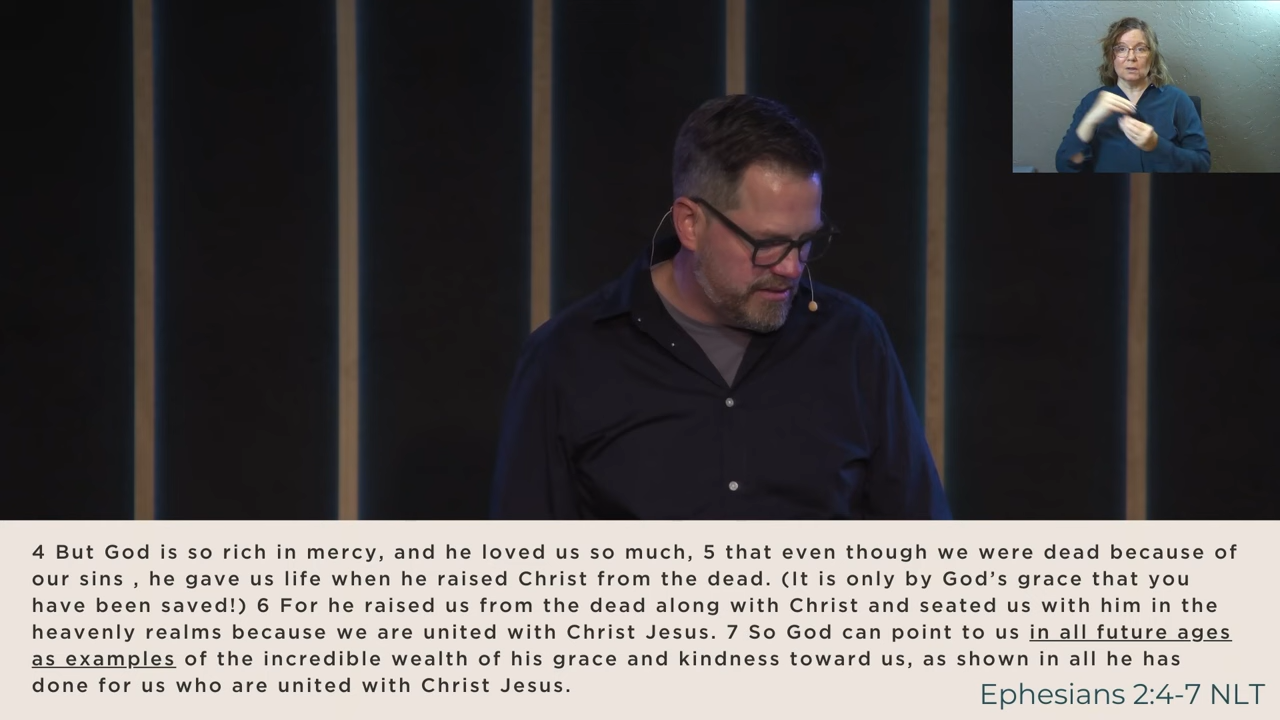 4 But God is so rich in mercy, and he loved us so much, 5 that even though we were dead because of
our sins , he gave us life when he raised Christ from the dead. (It is only by God’s grace that you
have been saved!) 6 For he raised us from the dead along with Christ and seated us with him in the
heavenly realms because we are united with Christ Jesus. 7 So God can point to us in all future ages
as examples of the incredible wealth of his grace and kindness toward us, as shown in all he has
done for us who are united with Christ Jesus.
Ephesians 2:4-7 NLT